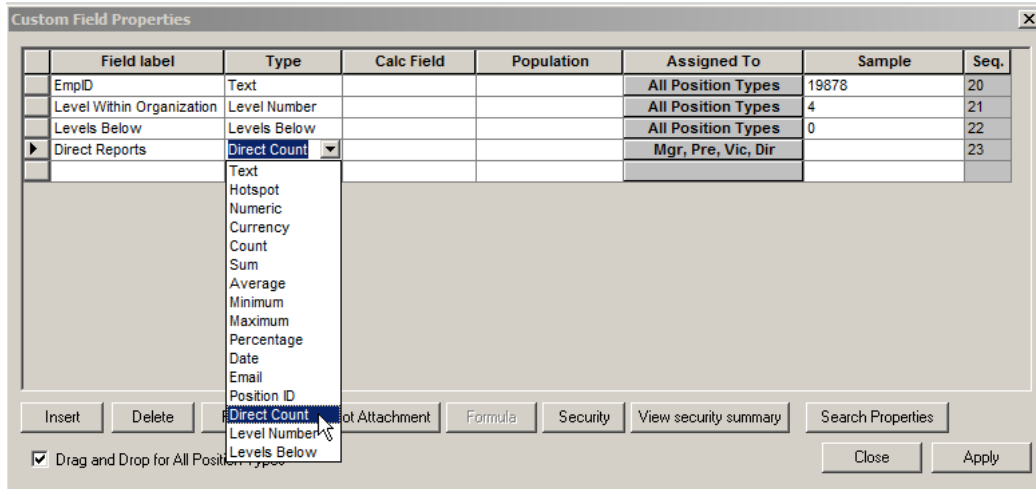 Custom Field Properties
Field label Type Calc Field Population Assigned To Sample Seq.
EmpID Text All Position Types 19878 20
Level Within Organization Level Number All Position Types 4 21
Levels Below Levels Below All Position Types 0 22
Direct Reports Direct Count Mgr, Pre, Vic, Dir 23
Text
Hotspot
Numeric
Currency
Count
Sum
Average
Minimum
Maximum
Percentage
Date
Email
Position ID
Direct Count
Level Number
Levels Below
Insert Delete Attachment Formula Security View security summary Search Properties
Drag and Drop for All Position Types Close Apply